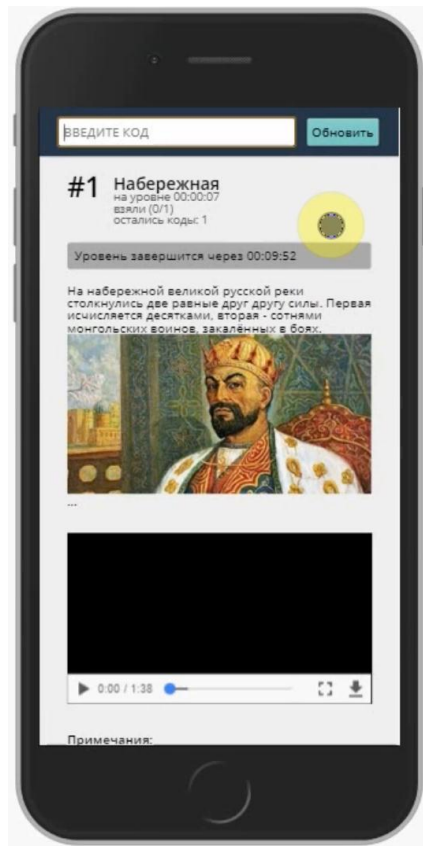 ВВЕДИТЕ КОД
Обновить
#1 Набережная
на уровне 00:00:07
взяли (0/1)
остались коды: 1
Уровень завершится через 00:09:52
На набережной великой русской реки
столкнулись две равные друг другу силы. Первая
исчисляется десятками, вторая - сотнями
монгольских воинов, закалённых в боях.
...
0:00 / 1:38
Примечания: